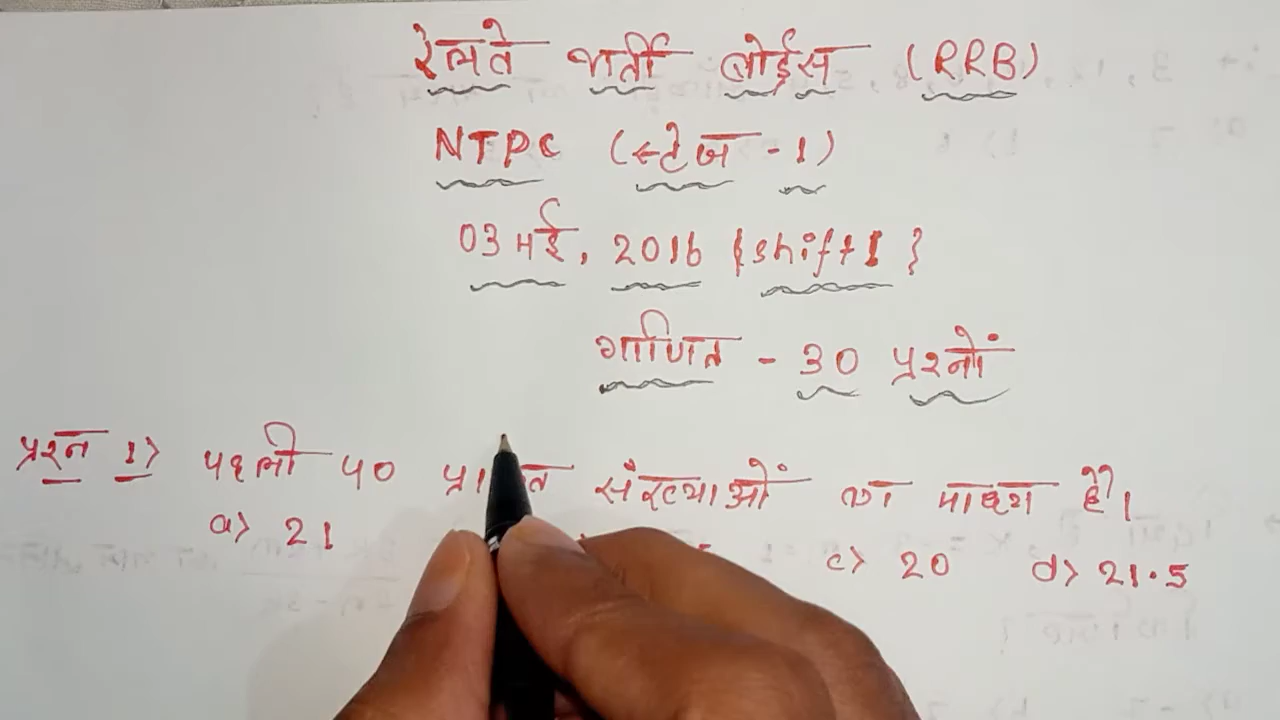 रेलवे भर्ती बोर्ड्स (RRB)
NTPC (स्टेज - 1)
03 मई, 2016 {shift 1}
गणित - 30 प्रश्नों
प्रश्न 1> पहली 40 संख्याओं का माध्य है।
a> 21 c> 20 d> 21.5